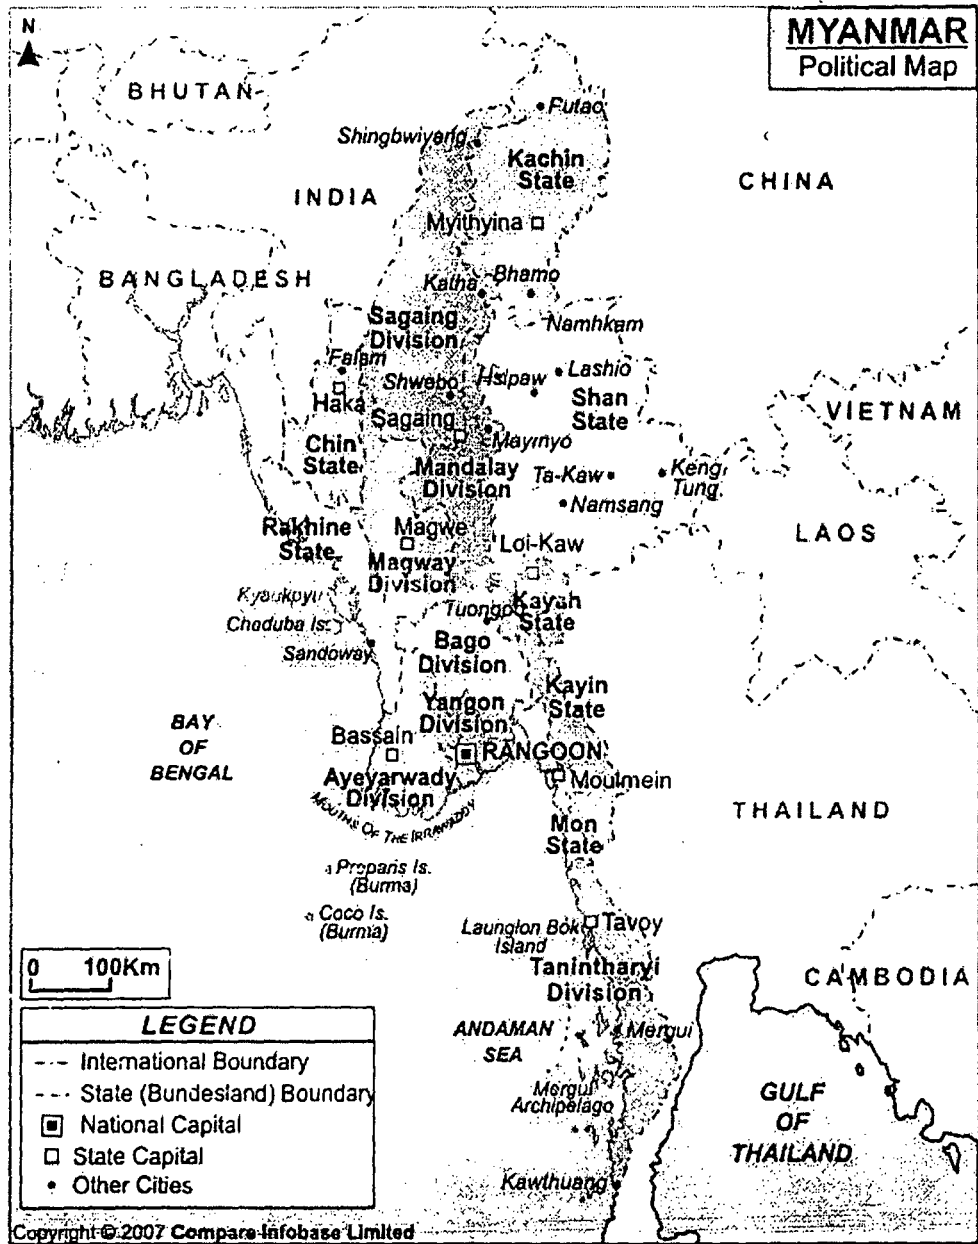 N
MYANMAR
Political Map
BHUTAN
Putao
Shingbwiyang
Kachin
State
INDIA
CHINA
Myithyina
BANGLADESH
Katha
Bhamo
Sagaing
Division
Namhkam
Falam
Lashio
Shwebo
Hsipaw
Haka
Shan
State
VIETNAM
Sagaing
Maymyo
Chin
State
Mandalay
Division
Ta-Kaw
Keng
Tung
Namsang
Rakhine
State
Magwe
LAOS
Loi-Kaw
Magway
Division
Kyaukpyu
Cheduba Is.
Kayah
State
Sandoway
Bago
Division
Kayin
State
Yangon
Division
BAY
OF
BENGAL
Bassain
RANGOON
Ayeyarwady
Division
Moulmein
MOUTHS OF THE IRRAWADDY
THAILAND
Mon
State
Preparis Is.
(Burma)
Coco Is.
(Burma)
Launglon Bok
Island
Tavoy
Tanintharyi
Division
CAMBODIA
0 100Km
ANDAMAN
SEA
Mergui
LEGEND
International Boundary
State (Bundesland) Boundary
National Capital
State Capital
Other Cities
Mergui
Archipelago
GULF
OF
THAILAND
Kawthuang
Copyright © 2007 Compare Infobase Limited